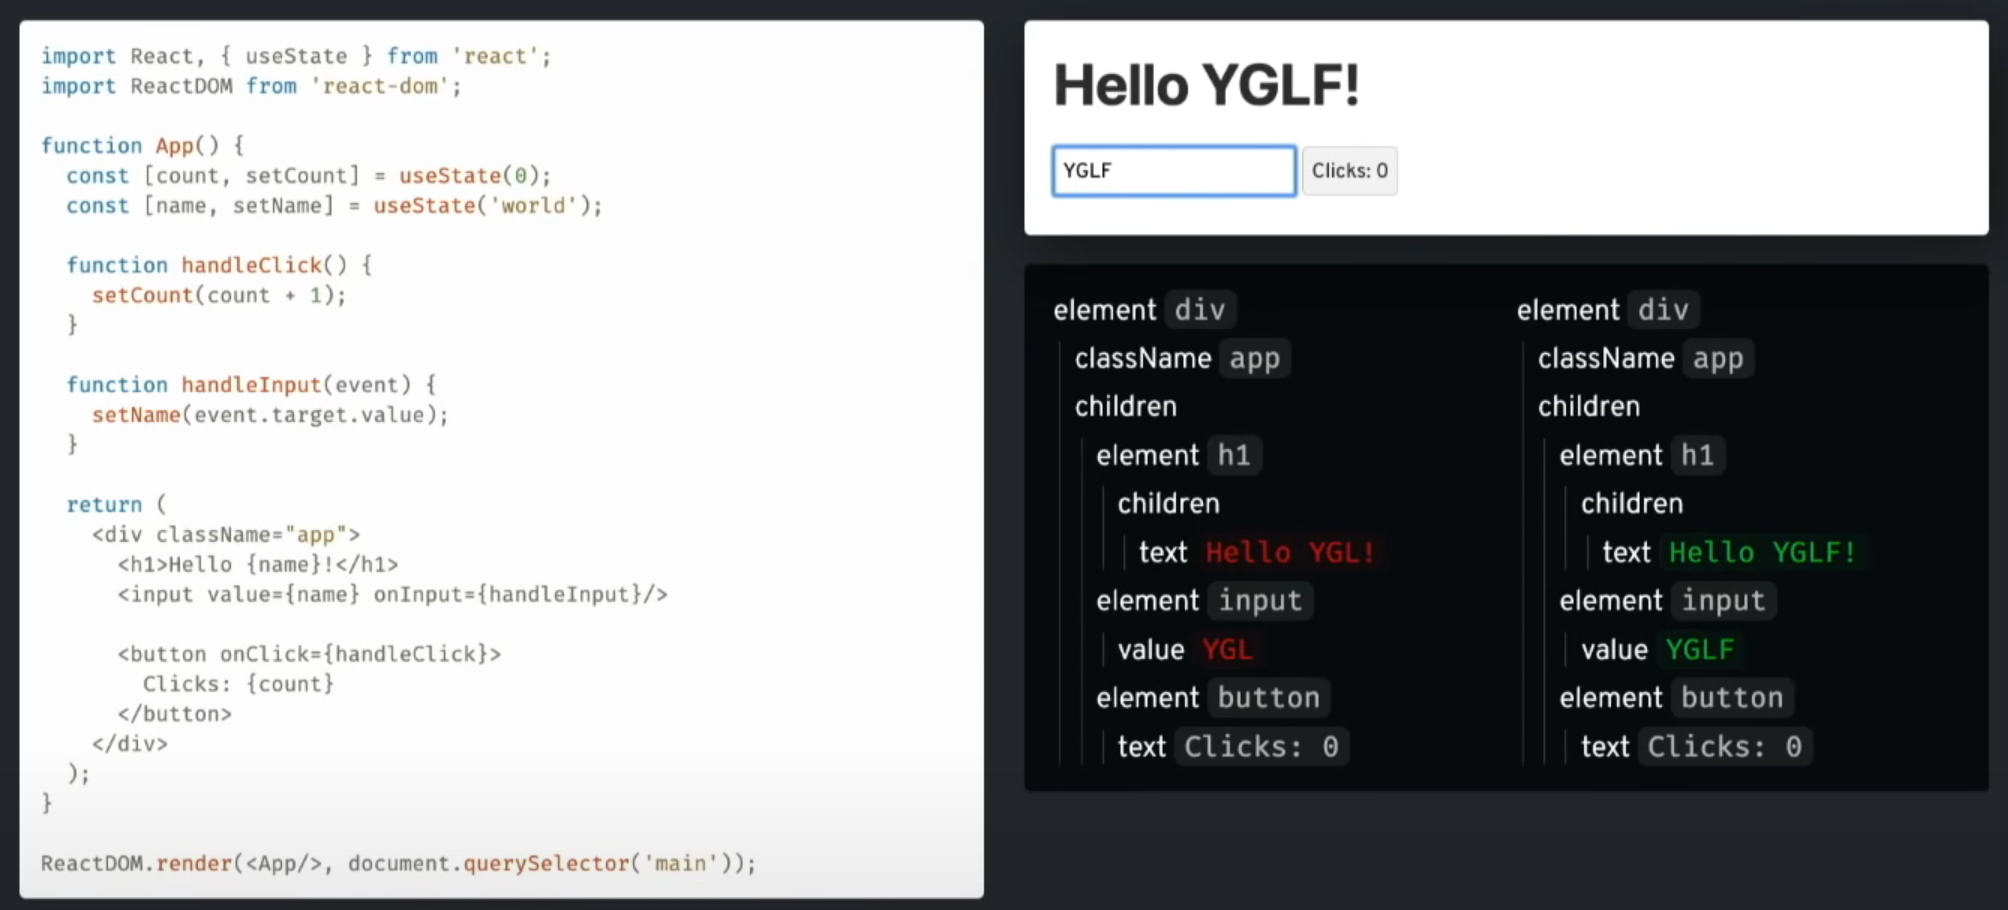 import React, { useState } from 'react';
import ReactDOM from 'react-dom';

function App() {
  const [count, setCount] = useState(0);
  const [name, setName] = useState('world');

  function handleClick() {
    setCount(count + 1);
  }

  function handleInput(event) {
    setName(event.target.value);
  }

  return (
    <div className="app">
      <h1>Hello {name}!</h1>
      <input value={name} onInput={handleInput}/>

      <button onClick={handleClick}>
        Clicks: {count}
      </button>
    </div>
  );
}

ReactDOM.render(<App/>, document.querySelector('main'));
Hello YGLF!
YGLF Clicks: 0
element div
className app
children
element h1
children
text Hello YGL!
element input
value YGL
element button
text Clicks: 0
element div
className app
children
element h1
children
text Hello YGLF!
element input
value YGLF
element button
text Clicks: 0